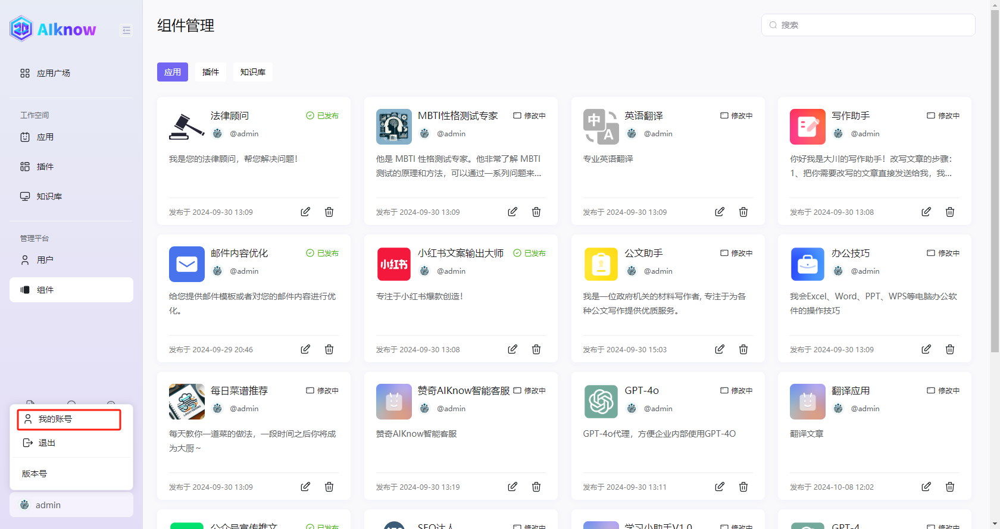 AIknow
应用广场
工作空间
应用
插件
知识库
管理平台
用户
组件
我的账号
退出
版本号
admin
组件管理
搜索
应用
插件
知识库
法律顾问
已发布
@admin
我是您的法律顾问，帮您解决问题！
发布于 2024-09-30 13:09
MBTI性格测试专家
修改中
@admin
他是 MBTI 性格测试专家。他非常了解 MBTI
测试的原理和方法，可以通过一系列问题来...
发布于 2024-09-30 13:09
英语翻译
修改中
@admin
专业英语翻译
发布于 2024-09-30 13:09
写作助手
修改中
@admin
你好我是大川的写作助手！改写文章的步骤：
1、把你需要改写的文章直接发送给我，我...
发布于 2024-09-30 13:08
邮件内容优化
已发布
@admin
给您提供邮件模板或者对您的邮件内容进行优
化。
发布于 2024-09-29 20:46
小红书
小红书文案输出大师
已发布
@admin
专注于小红书爆款创造！
发布于 2024-09-30 13:08
公文助手
修改中
@admin
我是一位政府机关的材料写作者, 专注于为各
种公文写作提供优质服务。
发布于 2024-09-30 15:03
办公技巧
修改中
@admin
我会Excel、Word、PPT、WPS等电脑办公软
件的操作技巧
发布于 2024-09-30 13:09
每日菜谱推荐
修改中
@admin
每天教你一道菜的做法，一段时间之后你将成
为大厨 ~
发布于 2024-09-30 13:09
赞奇AIKnow智能客服
修改中
@admin
赞奇AIKnow智能客服
发布于 2024-09-30 13:19
GPT-4o
修改中
@admin
GPT-4o代理，方便企业内部使用GPT-4O
发布于 2024-09-30 13:11
翻译应用
修改中
@admin
翻译文章
发布于 2024-10-08 12:02
公众号宣传推文
已发布
SEO达人
修改中
学习小助手V1.0
修改中
GPT-4
修改中